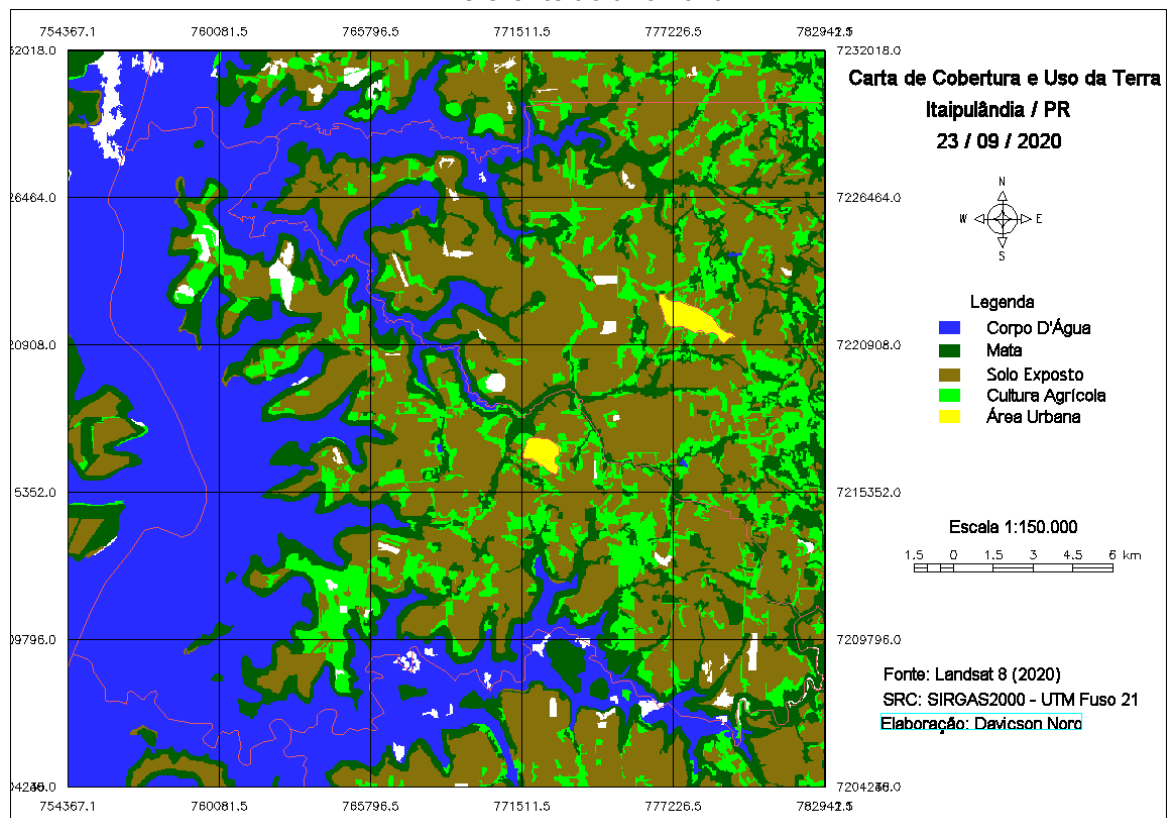 754367.1 760081.5 765796.5 771511.5 777226.5
7232018.0
7226464.0
7220908.0
7215352.0
7209796.0
754367.1 760081.5 765796.5 771511.5 777226.5
Carta de Cobertura e Uso da Terra
Itaipulândia / PR
23 / 09 / 2020
N
W E
S
Legenda
Corpo D'Água
Mata
Solo Exposto
Cultura Agrícola
Área Urbana
Escala 1:150.000
1.5 0 1.5 3 4.5 6 km
Fonte: Landsat 8 (2020)
SRC: SIRGAS2000 - UTM Fuso 21
Elaboração: Davicson Noro